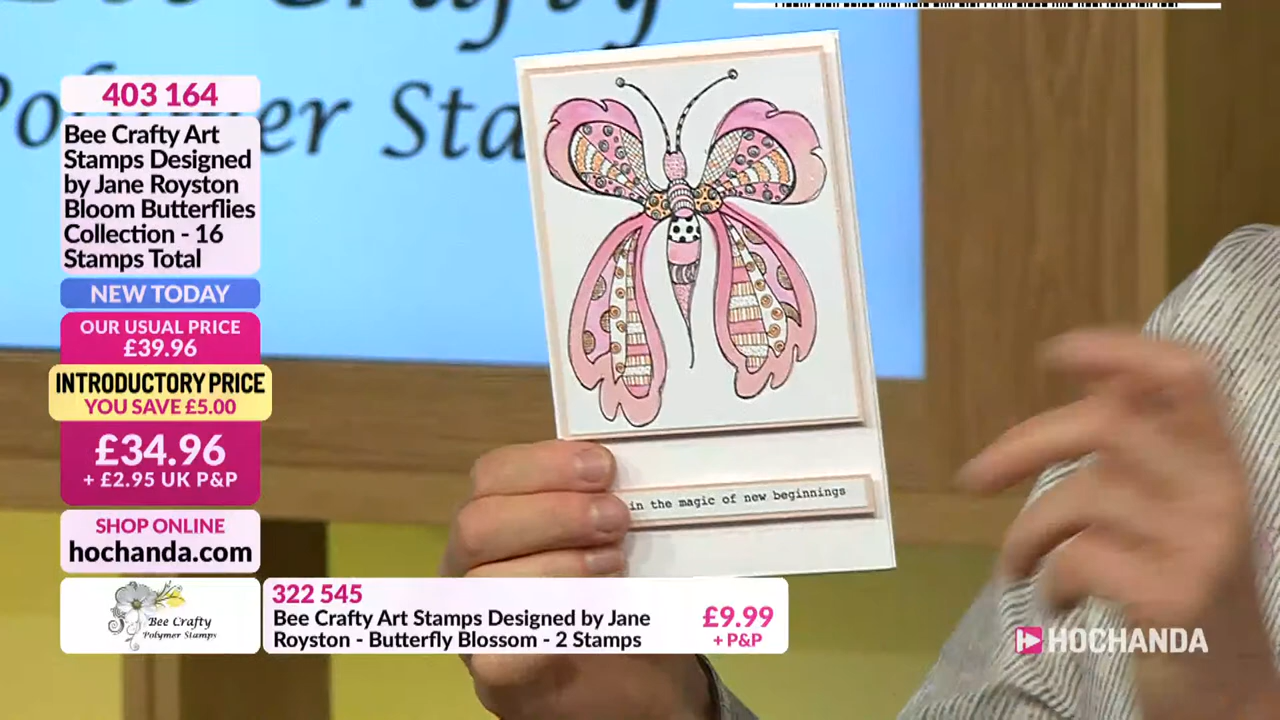 403 164
Bee Crafty Art
Stamps Designed
by Jane Royston
Bloom Butterflies
Collection - 16
Stamps Total
NEW TODAY
OUR USUAL PRICE
£39.96
INTRODUCTORY PRICE
YOU SAVE £5.00
£34.96
+ £2.95 UK P&P
SHOP ONLINE
hochanda.com
Bee Crafty
Polymer Stamps
322 545
Bee Crafty Art Stamps Designed by Jane
Royston - Butterfly Blossom - 2 Stamps
£9.99
+ P&P
in the magic of new beginnings
HOCHANDA